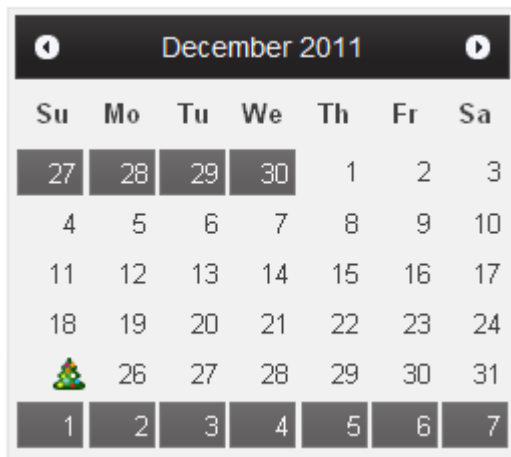 December 2011
Su Mo Tu We Th Fr Sa
27 28 29 30 1 2 3
4 5 6 7 8 9 10
11 12 13 14 15 16 17
18 19 20 21 22 23 24
26 27 28 29 30 31
1 2 3 4 5 6 7